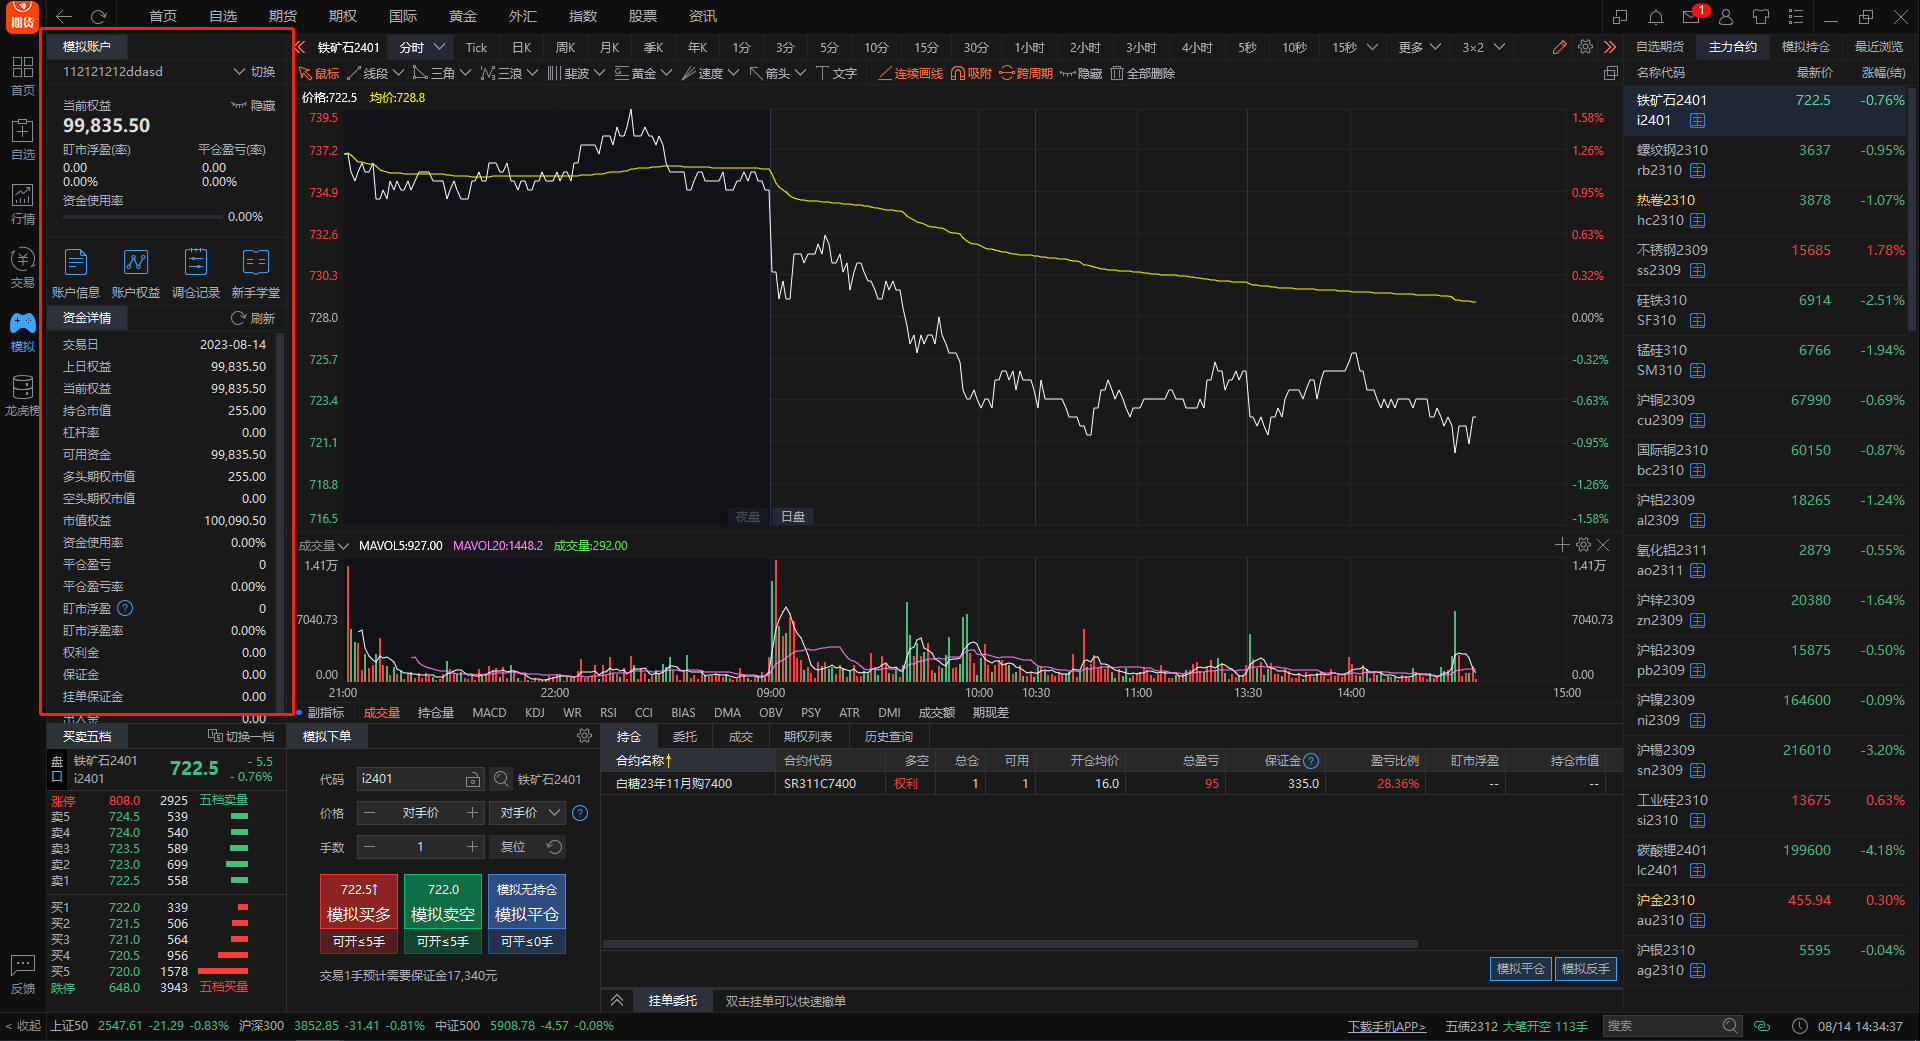 期货 首页 自选 期货 期权 国际 黄金 外汇 指数 股票 资讯 1
首页
自选
行情
交易
模拟
龙虎榜
反馈
模拟账户
112121212ddasd 切换
当前权益 隐藏
99,835.50
盯市浮盈(率) 平仓盈亏(率)
0.00 0.00
0.00% 0.00%
资金使用率
0.00%
账户信息 账户权益 调仓记录 新手学堂
资金详情 刷新
交易日 2023-08-14
上日权益 99,835.50
当前权益 99,835.50
持仓市值 255.00
杠杆率 0.00
可用资金 99,835.50
多头期权市值 255.00
空头期权市值 0.00
市值权益 100,090.50
资金使用率 0.00%
平仓盈亏 0
平仓盈亏率 0.00%
盯市浮盈 ? 0
盯市浮盈率 0.00%
权利金 0.00
保证金 0.00
挂单保证金 0.00
出入金 0.00
铁矿石2401 分时 Tick 日K 周K 月K 季K 年K 1分 3分 5分 10分 15分 30分 1小时 2小时 3小时 4小时 5秒 10秒 15秒 更多 3×2
鼠标 线段 三角 三浪 斐波 黄金 速度 箭头 文字 连续画线 吸附 跨周期 隐藏 全部删除
价格:722.5 均价:728.8
739.5 1.58%
737.2 1.26%
734.9 0.95%
732.6 0.63%
730.3 0.32%
728.0 0.00%
725.7 -0.32%
723.4 -0.63%
721.1 -0.95%
718.8 -1.26%
716.5 夜盘 日盘 -1.58%
成交量 MAVOL5:927.00 MAVOL20:1448.2 成交量:292.00
1.41万 1.41万
7040.73 7040.73
0.00 0.00
21:00 22:00 09:00 10:00 10:30 11:00 13:30 14:00 15:00
副指标 成交量 持仓量 MACD KDJ WR RSI CCI BIAS DMA OBV PSY ATR DMI 成交额 期现差
买卖五档 切换一档
盘口 铁矿石2401 722.5 - 5.5
i2401 - 0.76%
涨停 808.0 2925 五档卖量
卖5 724.5 539
卖4 724.0 540
卖3 723.5 589
卖2 723.0 699
卖1 722.5 558
买1 722.0 339
买2 721.5 506
买3 721.0 564
买4 720.5 956
买5 720.0 1578
跌停 648.0 3943 五档买量
模拟下单
代码 i2401 铁矿石2401
价格 对手价 对手价 ?
手数 1 复位
722.5↑ 722.0 模拟无持仓
模拟买多 模拟卖空 模拟平仓
可开≤5手 可开≤5手 可平≤0手
交易1手预计需要保证金17,340元
持仓 委托 成交 期权列表 历史查询
合约名称↑ 合约代码 多空 总仓 可用 开仓均价 总盈亏 保证金? 盈亏比例 盯市浮盈 持仓市值
白糖23年11月购7400 SR311C7400 权利 1 1 16.0 95 335.0 28.36% -- --
模拟平仓 模拟反手
挂单委托 双击挂单可以快速撤单
自选期货 主力合约 模拟持仓 最近浏览
名称代码 最新价 涨幅(结)
铁矿石2401 722.5 -0.76%
i2401 主
螺纹钢2310 3637 -0.95%
rb2310 主
热卷2310 3878 -1.07%
hc2310 主
不锈钢2309 15685 1.78%
ss2309 主
硅铁310 6914 -2.51%
SF310 主
锰硅310 6766 -1.94%
SM310 主
沪铜2309 67990 -0.69%
cu2309 主
国际铜2310 60150 -0.87%
bc2310 主
沪铝2309 18265 -1.24%
al2309 主
氧化铝2311 2879 -0.55%
ao2311 主
沪锌2309 20380 -1.64%
zn2309 主
沪铅2309 15875 -0.50%
pb2309 主
沪镍2309 164600 -0.09%
ni2309 主
沪锡2309 216010 -3.20%
sn2309 主
工业硅2310 13675 0.63%
si2310 主
碳酸锂2401 199600 -4.18%
lc2401 主
沪金2310 455.94 0.30%
au2310 主
沪银2310 5595 -0.04%
ag2310 主
< 收起 上证50 2547.61 -21.29 -0.83% 沪深300 3852.85 -31.41 -0.81% 中证500 5908.78 -4.57 -0.08% 下载手机APP> 五债2312 大笔开空 113手 搜索 08/14 14:34:37